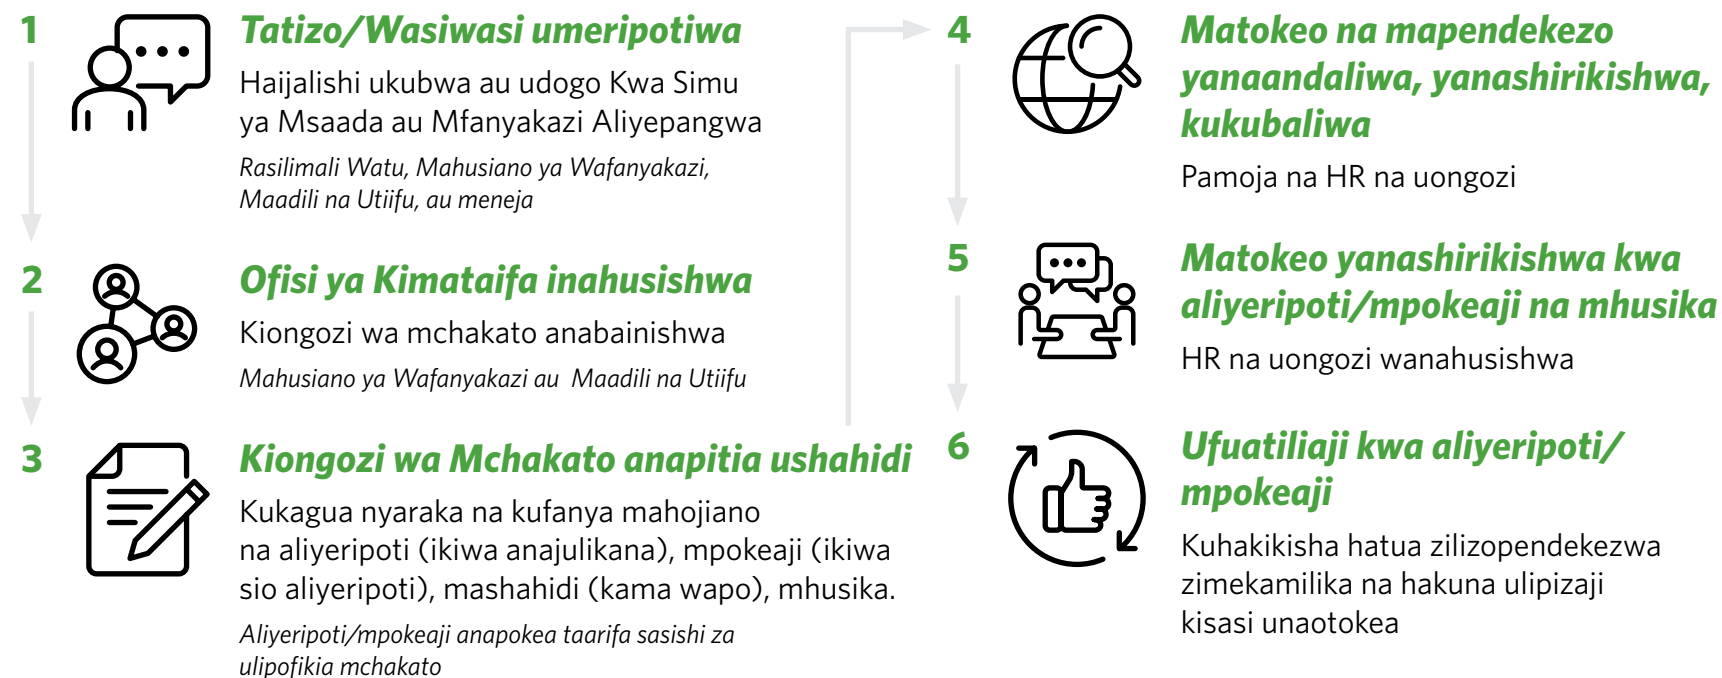 1
Tatizo/Wasiwasi umeripotiwa
Haijalishi ukubwa au udogo Kwa Simu
ya Msaada au Mfanyakazi Aliyepangwa
Rasilimali Watu, Mahusiano ya Wafanyakazi,
Maadili na Utiifu, au meneja
2
Ofisi ya Kimataifa inahusishwa
Kiongozi wa mchakato anabainishwa
Mahusiano ya Wafanyakazi au Maadili na Utiifu
3
Kiongozi wa Mchakato anapitia ushahidi
Kukagua nyaraka na kufanya mahojiano
na aliyeripoti (ikiwa anajulikana), mpokeaji (ikiwa
sio aliyeripoti), mashahidi (kama wapo), mhusika.
Aliyeripoti/mpokeaji anapokea taarifa sasishi za
ulipofikia mchakato
4
Matokeo na mapendekezo
yanaandaliwa, yanashirikishwa,
kukubaliwa
Pamoja na HR na uongozi
5
Matokeo yanashirikishwa kwa
aliyeripoti/mpokeaji na mhusika
HR na uongozi wanahusishwa
6
Ufuatiliaji kwa aliyeripoti/
mpokeaji
Kuhakikisha hatua zilizopendekezwa
zimekamilika na hakuna ulipizaji
kisasi unaotokea